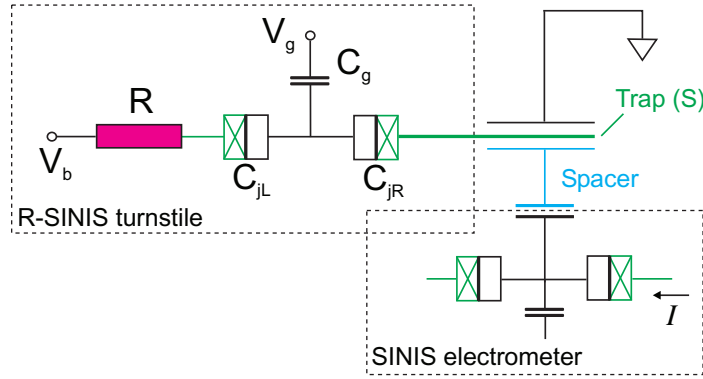 V_g
C_g
R
Trap (S)
V_b
C_jL
C_jR
Spacer
R-SINIS turnstile
I
SINIS electrometer